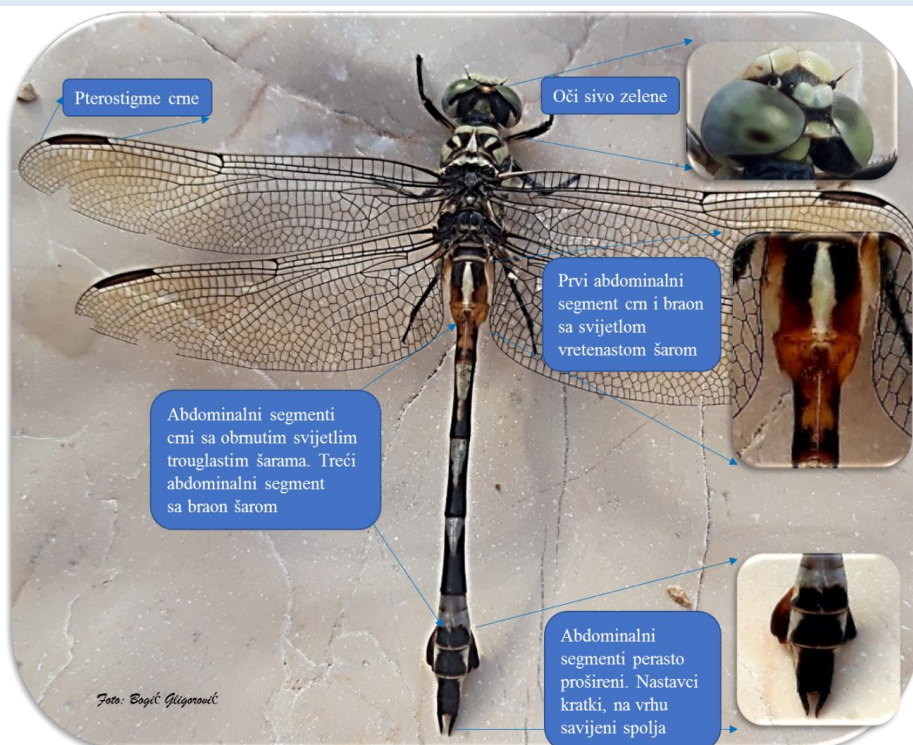 Pterostigme crne
Oči sivo zelene
Prvi abdominalni
segment crn i braon
sa svijetlom
vretenastom šarom
Abdominalni segmenti
crni sa obrnutim svijetlim
trouglastim šarama. Treći
abdominalni segment
sa braon šarom
Abdominalni
segmenti perasto
prošireni. Nastavci
kratki, na vrhu
savijeni spolja
Foto: Bogić Gligorović